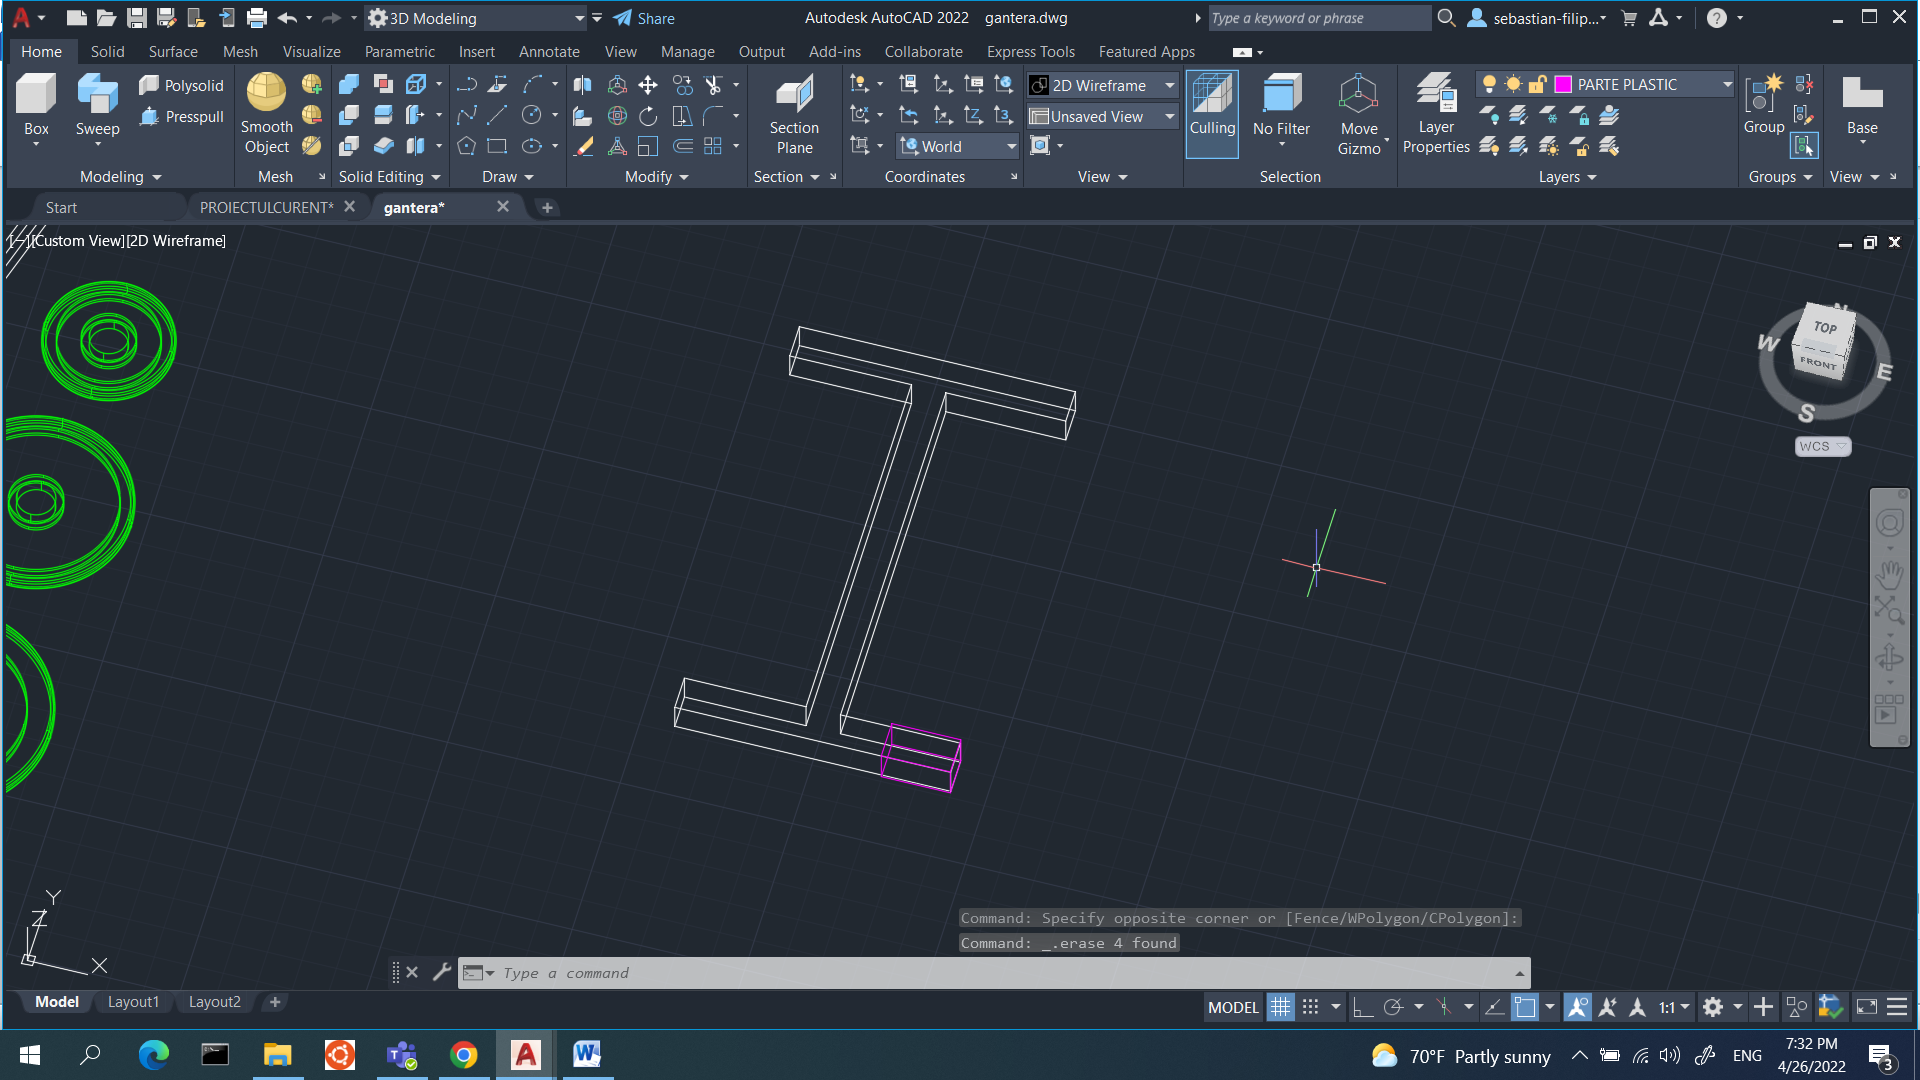 3D Modeling
Share
Autodesk AutoCAD 2022 gantera.dwg
Type a keyword or phrase
sebastian-filip...
Home Solid Surface Mesh Visualize Parametric Insert Annotate View Manage Output Add-ins Collaborate Express Tools Featured Apps
Box
Sweep
Polysolid
Presspull
Smooth
Object
Section
Plane
World
2D Wireframe
Unsaved View
Culling
No Filter
Move
Gizmo
Layer
Properties
PARTE PLASTIC
Group
Base
Modeling Mesh Solid Editing Draw Modify Section Coordinates View Selection Layers Groups View
Start PROIECTULCURENT* gantera*
[−][Custom View][2D Wireframe]
N
W
TOP
FRONT
E
S
WCS
Y
Z
X
Command: Specify opposite corner or [Fence/WPolygon/CPolygon]:
Command: _.erase 4 found
Type a command
Model Layout1 Layout2
MODEL
1:1
70°F Partly sunny
ENG
7:32 PM
4/26/2022
3